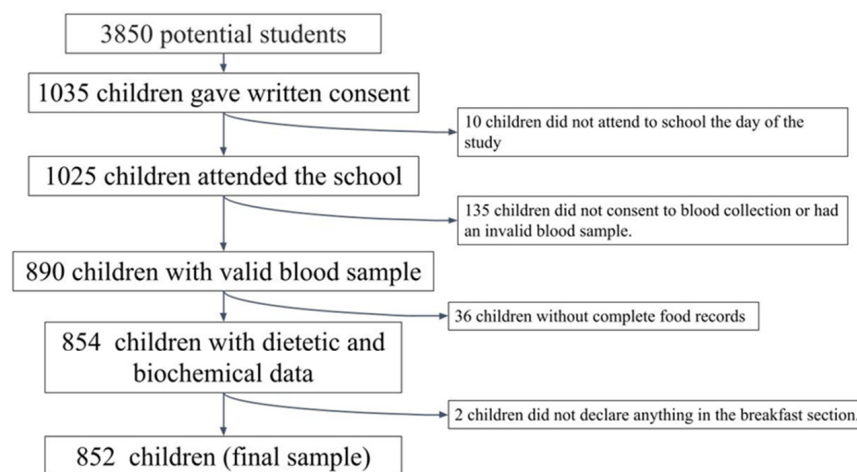 3850 potential students
1035 children gave written consent
10 children did not attend to school the day of the
study
1025 children attended the school
135 children did not consent to blood collection or had
an invalid blood sample.
890 children with valid blood sample
36 children without complete food records
854 children with dietetic and
biochemical data
2 children did not declare anything in the breakfast section.
852 children (final sample)